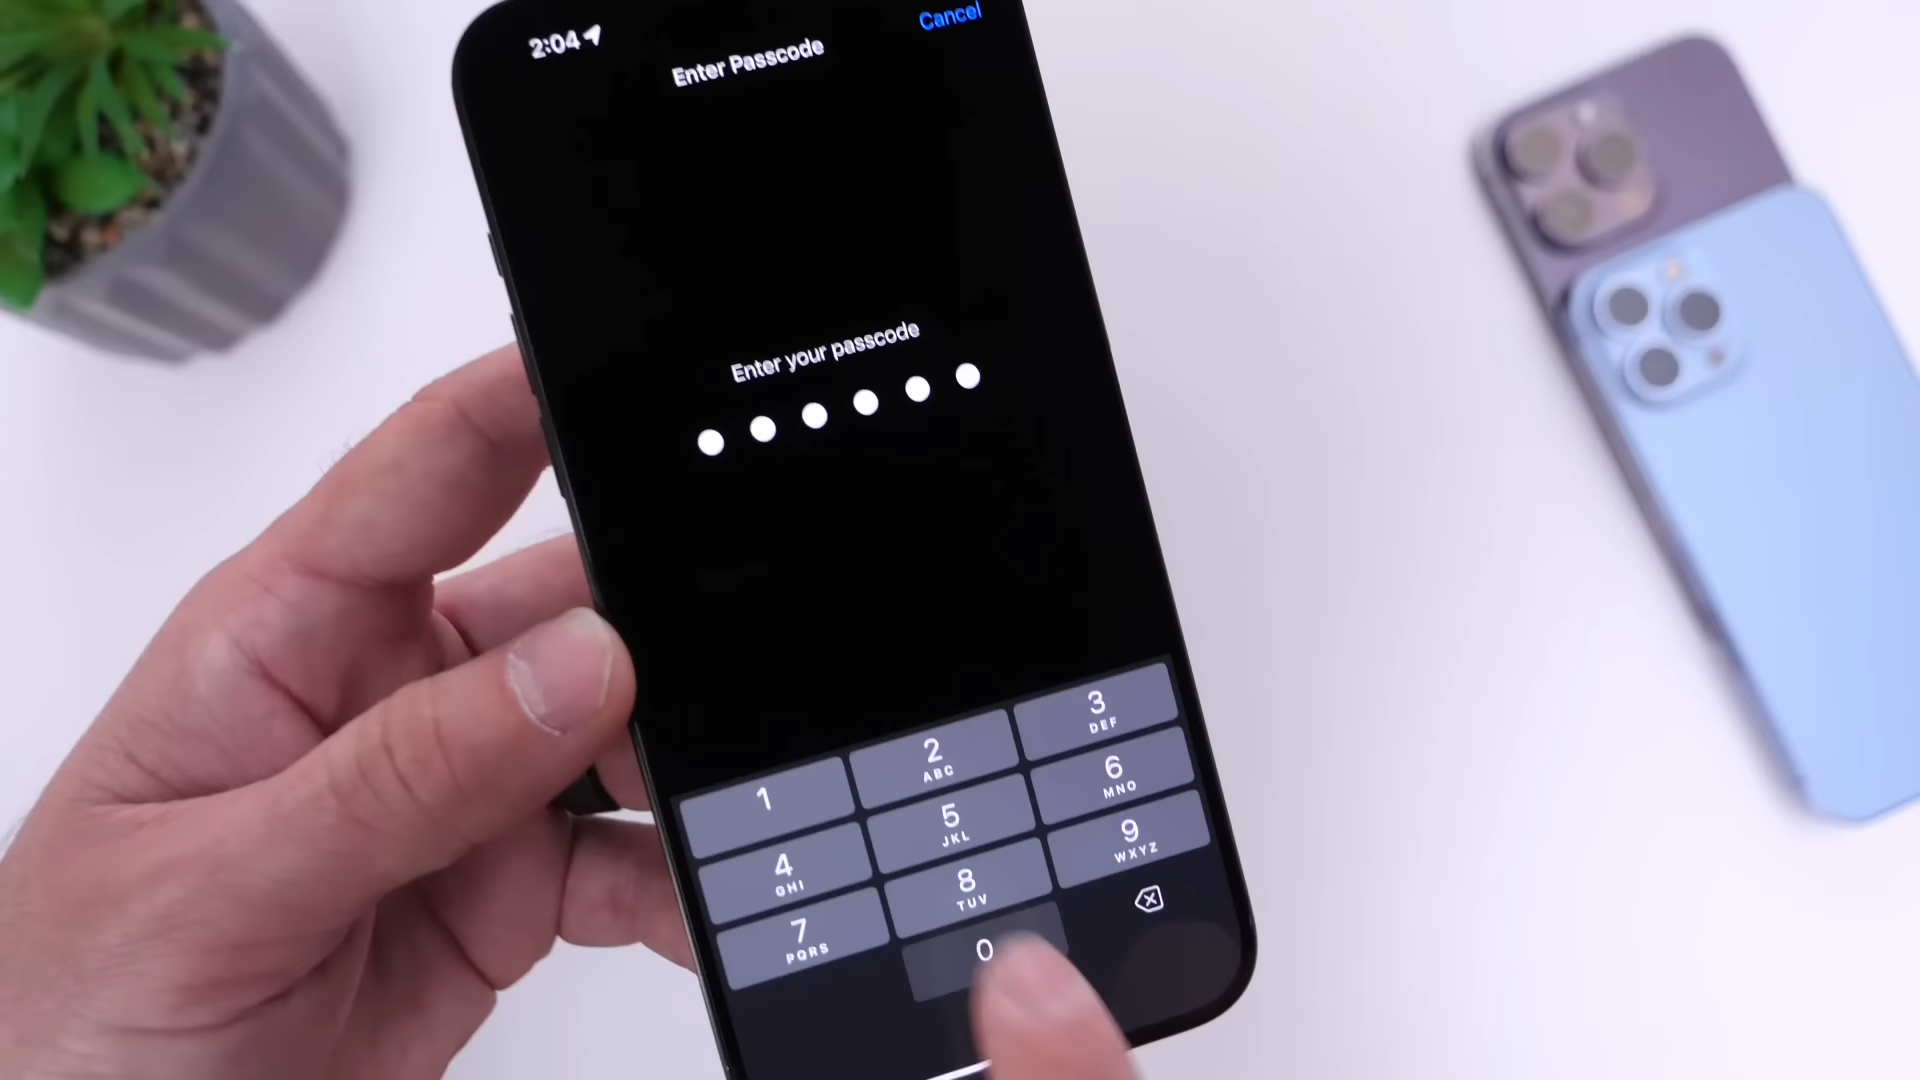 2:04
Cancel
Enter Passcode
Enter your passcode
1
2
ABC
3
DEF
4
GHI
5
JKL
6
MNO
7
PQRS
8
TUV
9
WXYZ
0